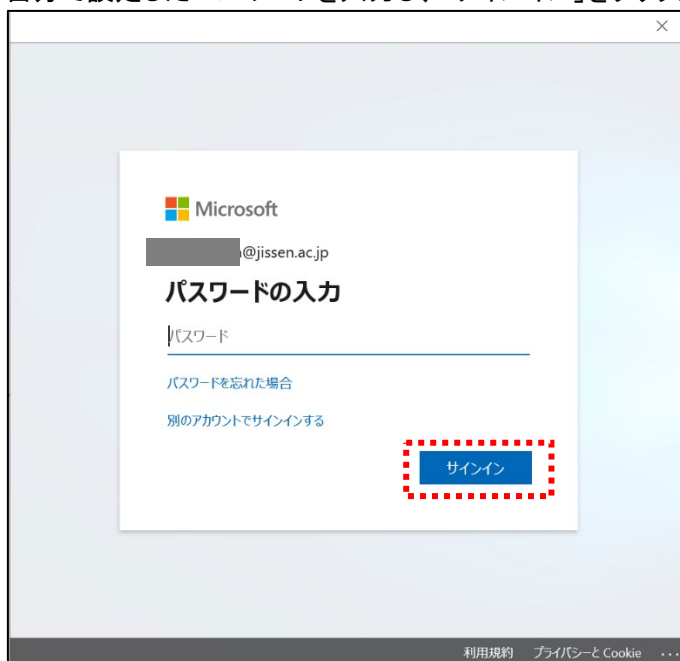 Microsoft
@jissen.ac.jp
パスワードの入力
パスワード
パスワードを忘れた場合
別のアカウントでサインインする
サインイン
利用規約 プライバシーと Cookie ...